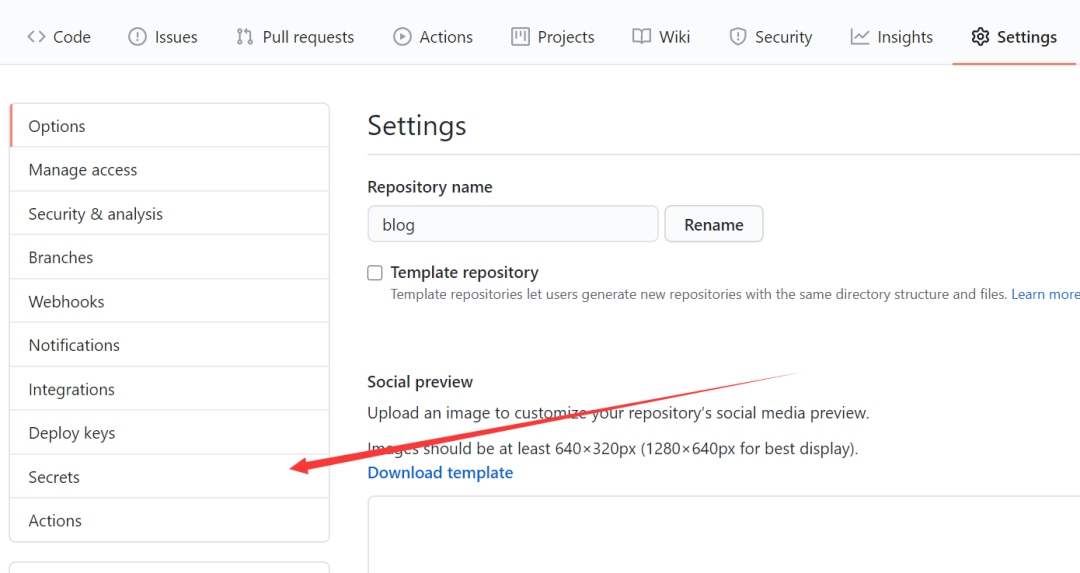 Code Issues Pull requests Actions Projects Wiki Security Insights Settings
Options
Manage access
Security & analysis
Branches
Webhooks
Notifications
Integrations
Deploy keys
Secrets
Actions
Settings
Repository name
blog Rename
Template repository
Template repositories let users generate new repositories with the same directory structure and files. Learn more
Social preview
Upload an image to customize your repository’s social media preview.
Images should be at least 640×320px (1280×640px for best display).
Download template